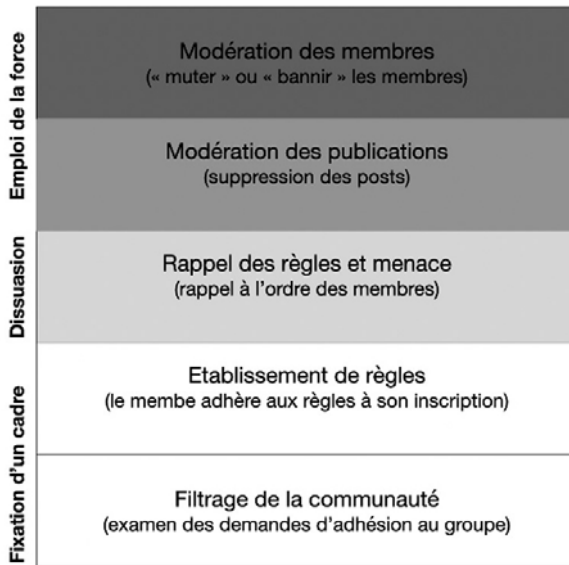 Emploi de la force
Modération des membres
(« muter » ou « bannir » les membres)
Modération des publications
(suppression des posts)
Dissuasion
Rappel des règles et menace
(rappel à l'ordre des membres)
Fixation d'un cadre
Etablissement de règles
(le membe adhère aux règles à son inscription)
Filtrage de la communauté
(examen des demandes d'adhésion au groupe)